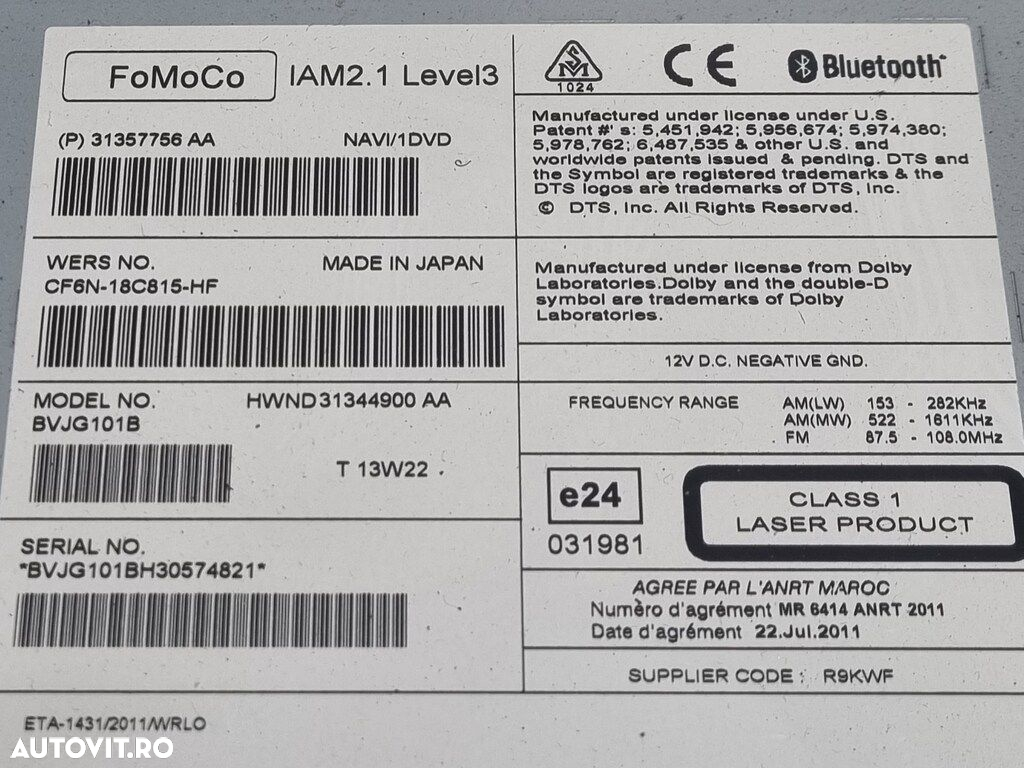 FoMoCo IAM2.1 Level3
(P) 31357756 AA NAVI/1DVD
WERS NO. MADE IN JAPAN
CF6N-18C815-HF
MODEL NO. HWND31344900 AA
BVJG101B
T 13W22
SERIAL NO.
*BVJG101BH30574821*
ETA-1431/2011/WRLO
SM
1024
CE
Bluetooth
Manufactured under license under U.S.
Patent #' s: 5,451,942; 5,956,674; 5,974,380;
5,978,762; 6,487,535 & other U.S. and
worldwide patents issued & pending. DTS and
the Symbol are registered trademarks & the
DTS logos are trademarks of DTS, Inc.
© DTS, Inc. All Rights Reserved.
Manufactured under license from Dolby
Laboratories.Dolby and the double-D
symbol are trademarks of Dolby
Laboratories.
12V D.C. NEGATIVE GND.
FREQUENCY RANGE AM(LW) 153 - 282KHz
AM(MW) 522 - 1611KHz
FM 87.5 - 108.0MHz
e24
031981
CLASS 1
LASER PRODUCT
AGREE PAR L'ANRT MAROC
Numèro d'agrément MR 6414 ANRT 2011
Date d'agrément 22.Jul.2011
SUPPLIER CODE : R9KWF
AUTOVIT.RO